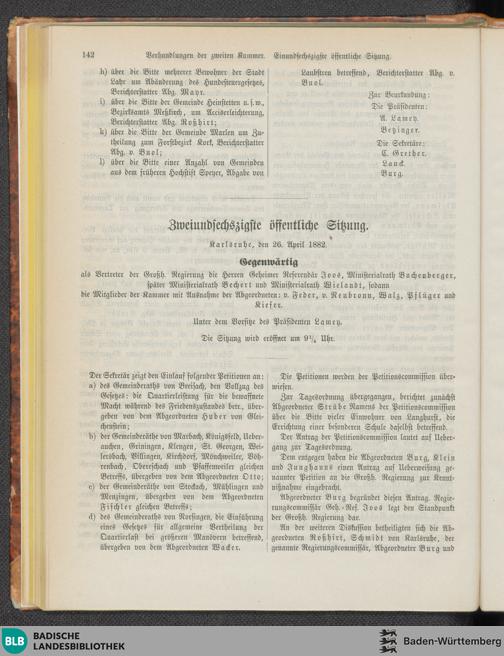 142 Verhandlungen der zweiten Kammer. Einundsechszigste öffentliche Sitzung.
h) über die Bitte mehrerer Bewohner der Stadt
Lahr um Abänderung des Hundesteuergesetzes,
Berichterstatter Abg. Mayr.
i) über die Bitte der Gemeinde Heinstetten u. s. w.,
Bezirksamts Meßkirch, um Acciserleichterung,
Berichterstatter Abg. Roßhirt;
k) über die Bitte der Gemeinde Marlen um Zu-
theilung zum Forstbezirk Kork, Berichterstatter
Abg. v. Buol;
l) über die Bitte einer Anzahl von Gemeinden
aus dem früheren Hochstift Speyer, Abgabe von
Laubstreu betreffend, Berichterstatter Abg. v.
Buol.
Zur Beurkundung:
Die Präsidenten:
A. Lamey.
Betzinger.
Die Sekretäre:
C. Grether.
Lauck.
Burg.
Zweiundsechszigste öffentliche Sitzung.
Karlsruhe, den 26. April 1882.
Gegenwärtig
als Vertreter der Großh. Regierung die Herren Geheimer Referendär Joos, Ministerialrath Buchenberger,
später Ministerialrath Bechert und Ministerialrath Wielandt, sodann
die Mitglieder der Kammer mit Ausnahme der Abgeordneten: v. Feder, v. Neubronn, Walz, Pflüger und
Kiefer.
Unter dem Vorsitze des Präsidenten Lamey.
Die Sitzung wird eröffnet um 9¼ Uhr.
Der Sekretär zeigt den Einlauf folgender Petitionen an:
a) des Gemeinderaths von Breisach, den Vollzug des
Gesetzes: die Quartierleistung für die bewaffnete
Macht während des Friedenszustandes betr., über-
geben von dem Abgeordneten Huber von Glei-
chenstein;
b) der Gemeinderäthe von Marbach, Königsfeld, Ueber-
auchen, Grüningen, Klengen, St. Georgen, Wei-
lersbach, Villingen, Kirchdorf, Mönchweiler, Vöh-
renbach, Obereschach und Pfaffenweiler gleichen
Betreffs, übergeben von dem Abgeordneten Otto;
c) der Gemeinderäthe von Stockach, Mühlingen und
Menzingen, übergeben von dem Abgeordneten
Fischler gleichen Betreffs;
d) des Gemeinderaths von Rorfingen, die Einführung
eines Gesetzes für allgemeine Vertheilung der
Quartierlast bei größeren Manövern betreffend,
übergeben von dem Abgeordneten Wacker.
Die Petitionen werden der Petitionscommission über-
wiesen.
Zur Tagesordnung übergegangen, berichtet zunächst
Abgeordneter Strübe Namens der Petitionscommission
über die Bitte vieler Einwohner von Langhurst, die
Errichtung einer besonderen Schule daselbst betreffend.
Der Antrag der Petitionscommission lautet auf Ueber-
gang zur Tagesordnung.
Dem entgegen haben die Abgeordneten Burg, Klein
und Junghanns einen Antrag auf Ueberweisung ge-
nannter Petition an die Großh. Regierung zur Kennt-
nißnahme eingebracht.
Abgeordneter Burg begründet diesen Antrag. Regie-
rungscommissär Geh.-Ref. Joos legt den Standpunkt
der Großh. Regierung dar.
An der weiteren Diskussion betheiligten sich die Ab-
geordneten Roßhirt, Schmidt von Karlsruhe, der
genannte Regierungscommissär, Abgeordneter Burg und
BLB BADISCHE
LANDESBIBLIOTHEK
Baden-Württemberg